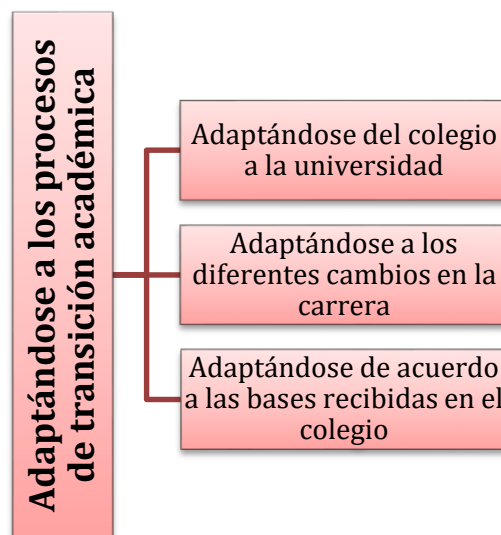 Adaptándose a los procesos
de transición académica
Adaptándose del colegio
a la universidad
Adaptándose a los
diferentes cambios en la
carrera
Adaptándose de acuerdo
a las bases recibidas en el
colegio